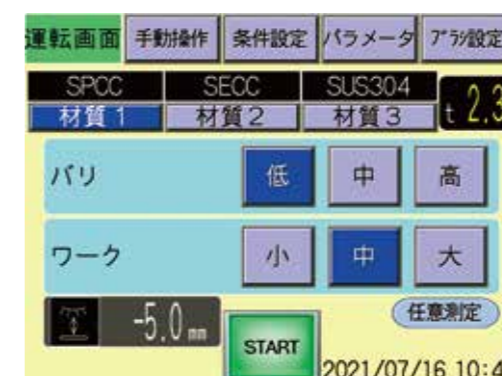 運転画面 手動操作 条件設定 パラメータ ブラシ設定
SPCC SECC SUS304
材質1 材質2 材質3 t 2.3
バリ 低 中 高
ワーク 小 中 大
-5.0 mm 任意測定
START
2021/07/16 10:4